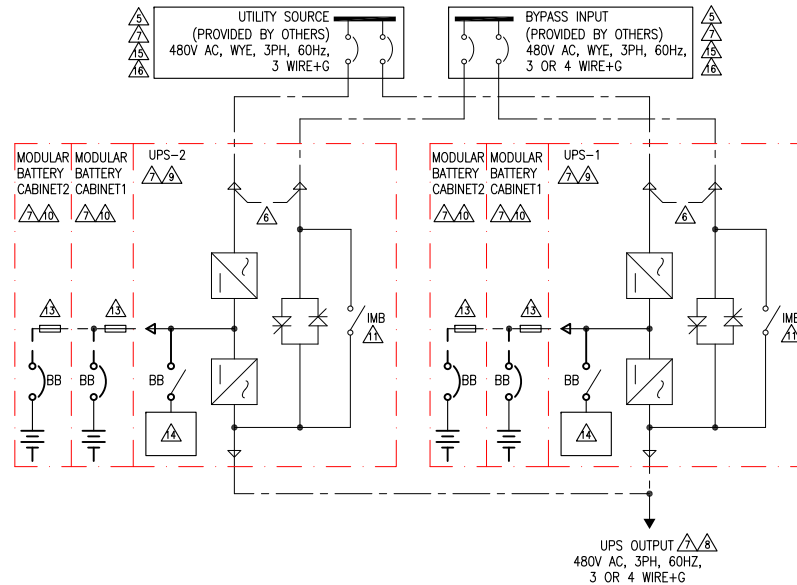 5
7
15
16
UTILITY SOURCE
(PROVIDED BY OTHERS)
480V AC, WYE, 3PH, 60Hz,
3 WIRE+G
BYPASS INPUT
(PROVIDED BY OTHERS)
480V AC, WYE, 3PH, 60Hz,
3 OR 4 WIRE+G
5
7
15
16
MODULAR
BATTERY
CABINET2
7 10
MODULAR
BATTERY
CABINET1
7 10
UPS-2
7 9
6
13
13
BB
BB
BB
14
IMB
11
MODULAR
BATTERY
CABINET2
7 10
MODULAR
BATTERY
CABINET1
7 10
UPS-1
7 9
6
13
13
BB
BB
BB
14
IMB
11
UPS OUTPUT 7 8
480V AC, 3PH, 60HZ,
3 OR 4 WIRE+G